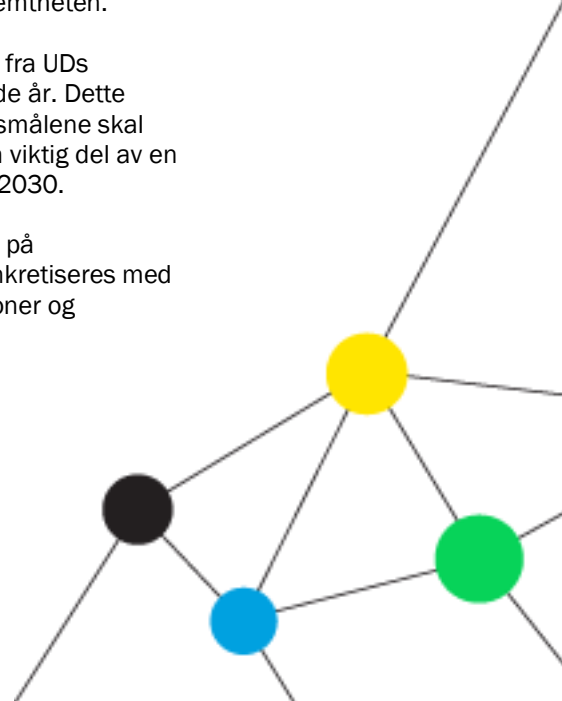 emtheten.
fra UDs
de år. Dette
smålene skal
viktig del av en
2030.
på
nkretiseres med
oner og